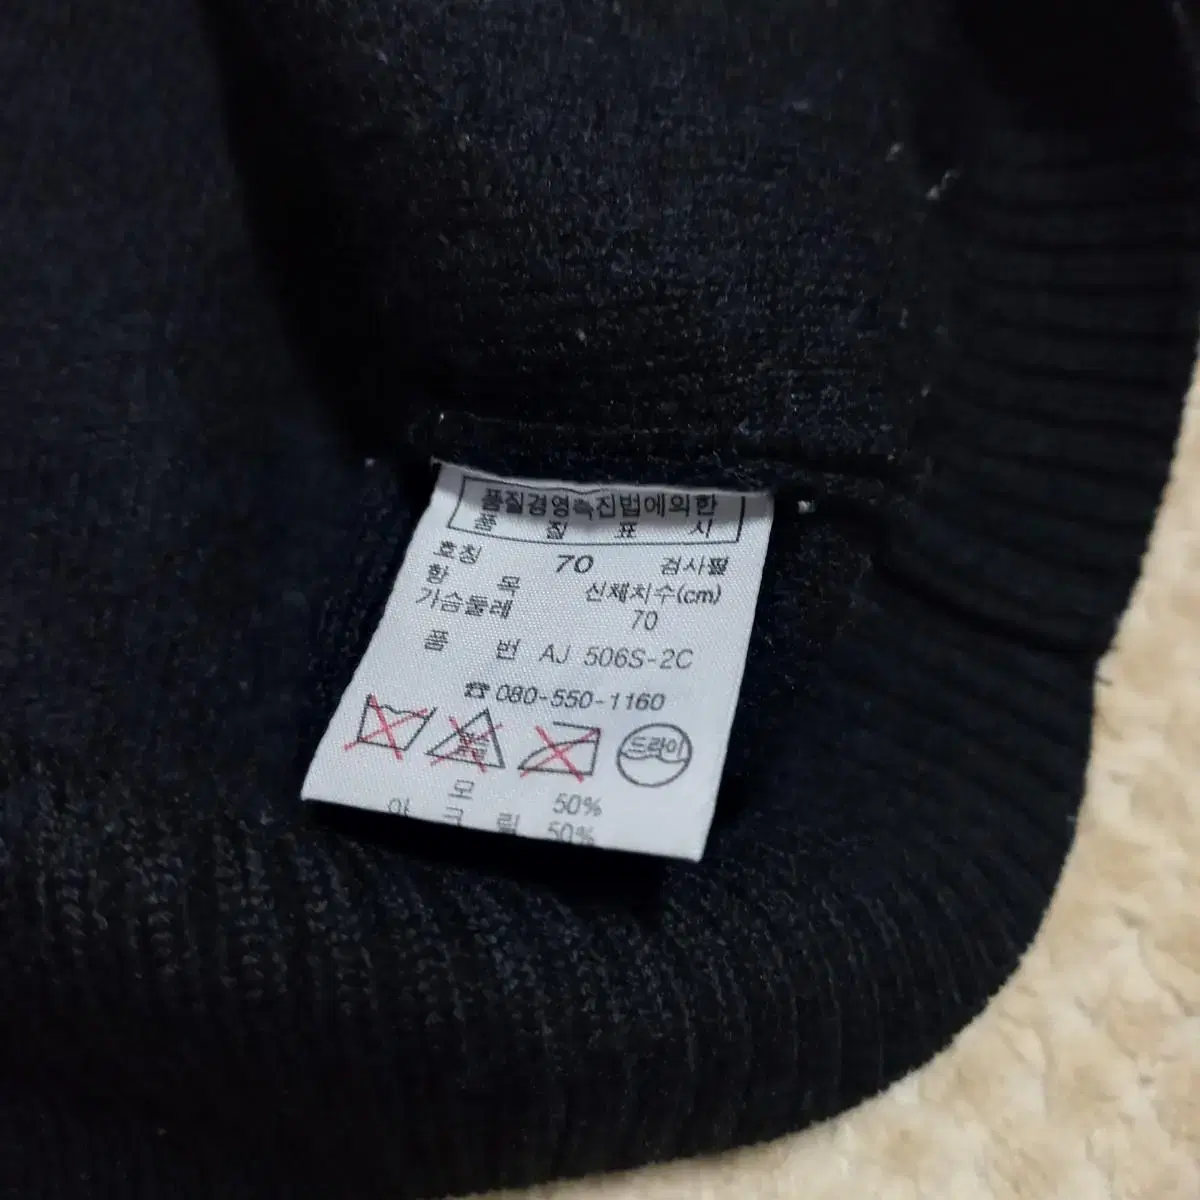 품질경영촉진법에의한
품 질 표 시
호칭 70 검사필
항 목 신체치수(cm)
가슴둘레 70
품 번 AJ 506S-2C
☎ 080-550-1160
드라이
모 50%
아 크 릴 50%